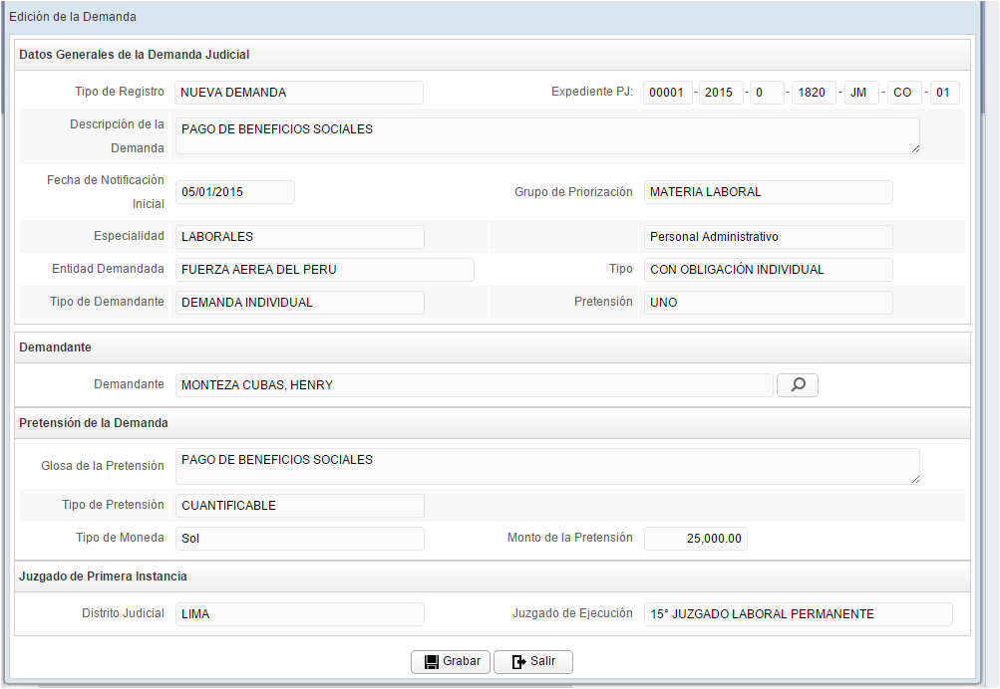 Edición de la Demanda
Datos Generales de la Demanda Judicial
Tipo de Registro NUEVA DEMANDA Expediente PJ: 00001 - 2015 - 0 - 1820 - JM - CO - 01
Descripción de la
Demanda
PAGO DE BENEFICIOS SOCIALES
Fecha de Notificación
Inicial
05/01/2015 Grupo de Priorización MATERIA LABORAL
Especialidad LABORALES Personal Administrativo
Entidad Demandada FUERZA AEREA DEL PERU Tipo CON OBLIGACIÓN INDIVIDUAL
Tipo de Demandante DEMANDA INDIVIDUAL Pretensión UNO
Demandante
Demandante MONTEZA CUBAS, HENRY
Pretensión de la Demanda
Glosa de la Pretensión PAGO DE BENEFICIOS SOCIALES
Tipo de Pretensión CUANTIFICABLE
Tipo de Moneda Sol Monto de la Pretensión 25,000.00
Juzgado de Primera Instancia
Distrito Judicial LIMA Juzgado de Ejecución 15° JUZGADO LABORAL PERMANENTE
Grabar Salir